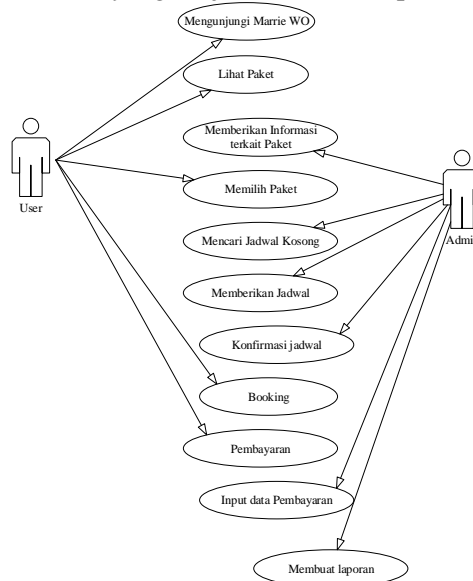 Mengunjungi Marrie WO
Lihat Paket
Memberikan Informasi
terkait Paket
User
Memilih Paket
Admi
Mencari Jadwal Kosong
Memberikan Jadwal
Konfirmasi jadwal
Booking
Pembayaran
Input data Pembayaran
Membuat laporan